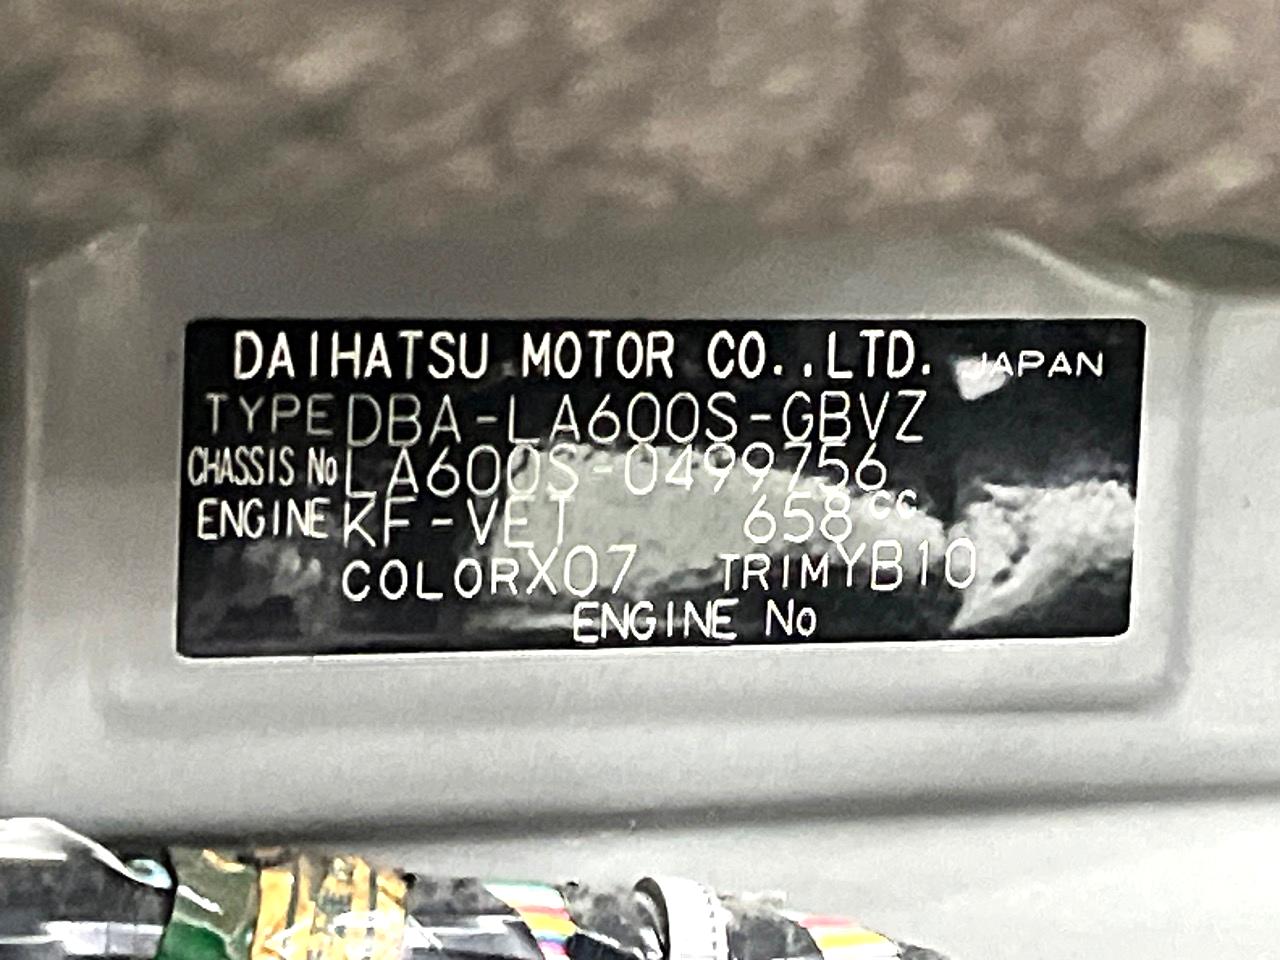 DAIHATSU MOTOR CO.,LTD. JAPAN
TYPE DBA-LA600S-GBVZ
CHASSIS No LA600S-0499756
ENGINE KF-VET 658cc
COLOR X07 TRIM YB10
ENGINE No